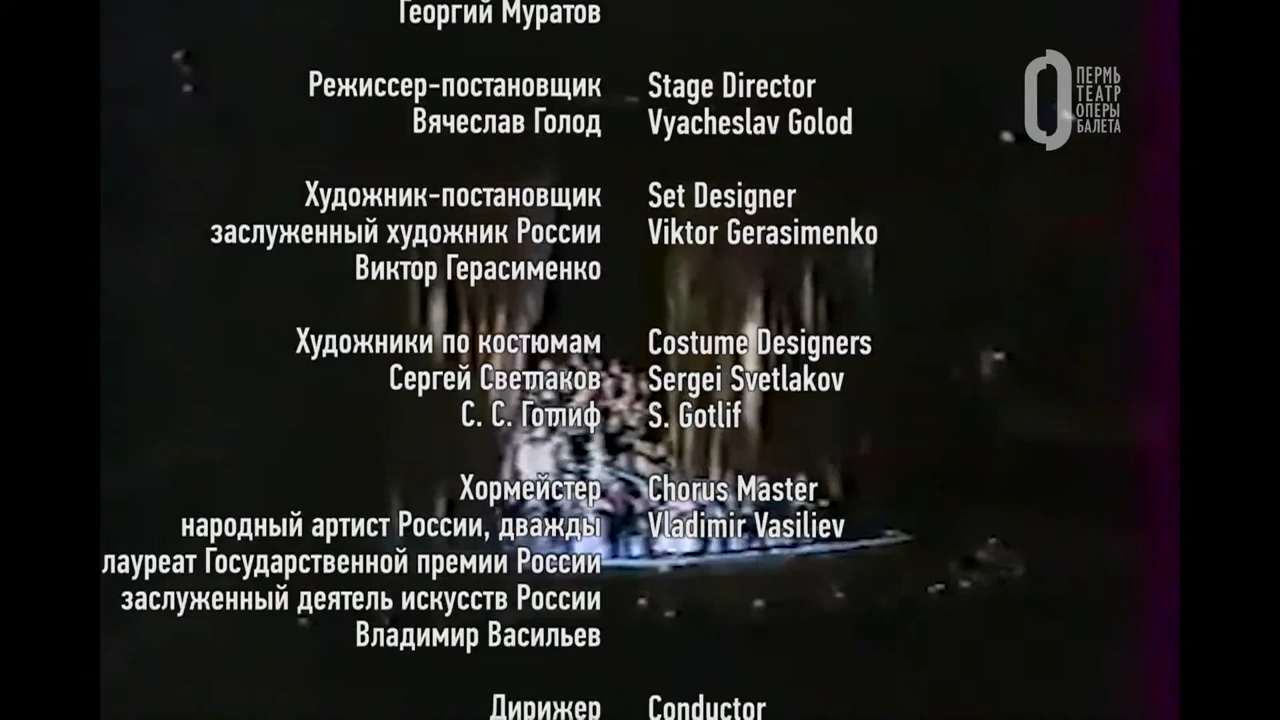 Георгий Муратов
Режиссер-постановщик
Вячеслав Голод
Stage Director
Vyacheslav Golod
Художник-постановщик
заслуженный художник России
Виктор Герасименко
Set Designer
Viktor Gerasimenko
Художники по костюмам
Сергей Светлаков
С. С. Готлиф
Costume Designers
Sergei Svetlakov
S. Gotlif
Хормейстер
народный артист России, дважды
лауреат Государственной премии России
заслуженный деятель искусств России
Владимир Васильев
Chorus Master
Vladimir Vasiliev
Дирижер
Conductor
ПЕРМЬ
ТЕАТР
ОПЕРЫ
БАЛЕТА